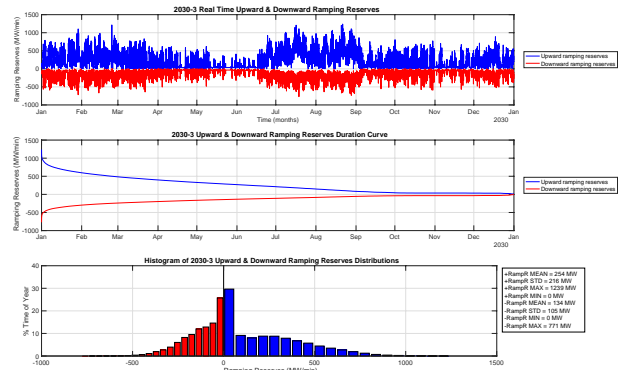 2030-3 Real Time Upward & Downward Ramping Reserves
Ramping Reserves (MW/min)
1500
1000
500
0
-500
-1000
Jan Feb Mar Apr May Jun Jul Aug Sep Oct Nov Dec Jan
Time (months)
2030
Upward ramping reserves
Downward ramping reserves
2030-3 Upward & Downward Ramping Reserves Duration Curve
Ramping Reserves (MW/min)
1500
1000
500
0
-500
-1000
Jan Feb Mar Apr May Jun Jul Aug Sep Oct Nov Dec Jan
2030
Upward ramping reserves
Downward ramping reserves
Histogram of 2030-3 Upward & Downward Ramping Reserves Distributions
% Time of Year
40
30
20
10
0
-1000 -500 0 500 1000 1500
Ramping Reserves (MW/min)
+RampR MEAN = 254 MW
+RampR STD = 216 MW
+RampR MAX = 1239 MW
+RampR MIN = 0 MW
-RampR MEAN = 134 MW
-RampR STD = 105 MW
-RampR MIN = 0 MW
-RampR MAX = 771 MW